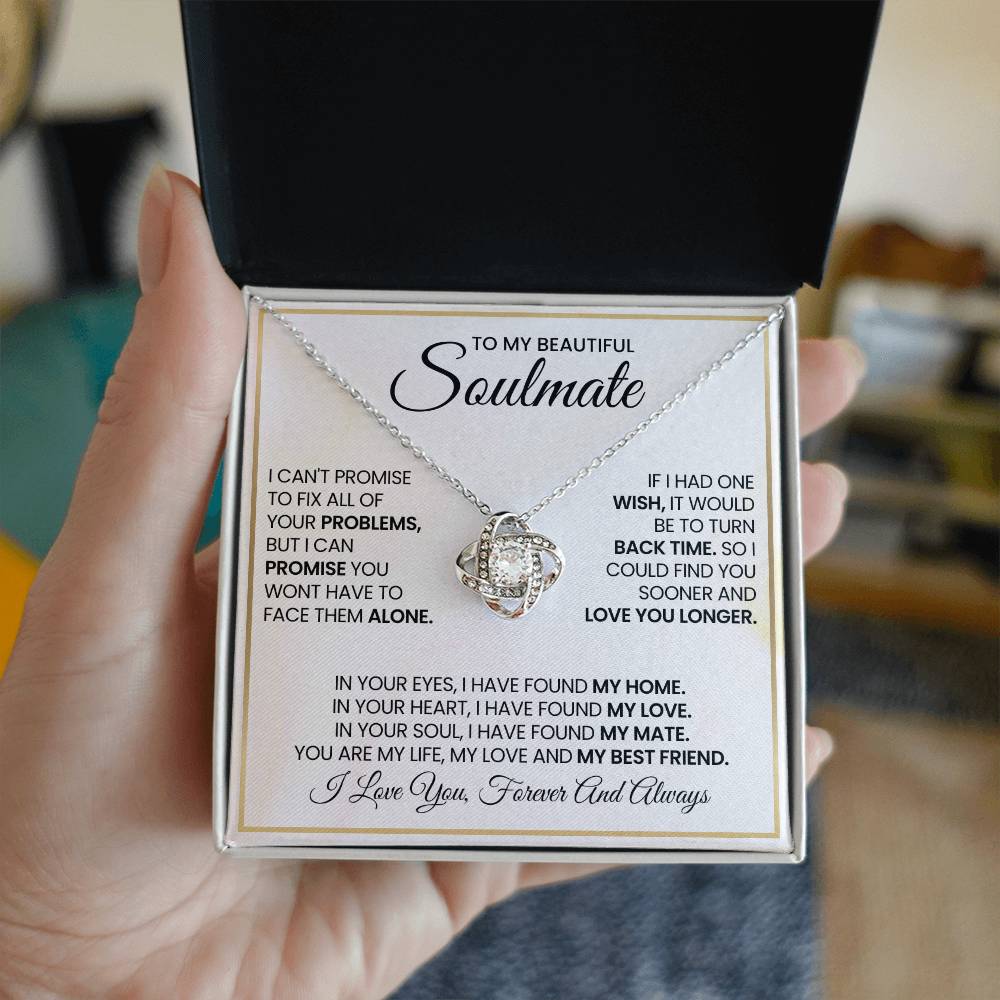 TO MY BEAUTIFUL
Soulmate
I CAN'T PROMISE
TO FIX ALL OF
YOUR PROBLEMS,
BUT I CAN
PROMISE YOU
WONT HAVE TO
FACE THEM ALONE.
IF I HAD ONE
WISH, IT WOULD
BE TO TURN
BACK TIME. SO I
COULD FIND YOU
SOONER AND
LOVE YOU LONGER.
IN YOUR EYES, I HAVE FOUND MY HOME.
IN YOUR HEART, I HAVE FOUND MY LOVE.
IN YOUR SOUL, I HAVE FOUND MY MATE.
YOU ARE MY LIFE, MY LOVE AND MY BEST FRIEND.
I Love You, Forever And Always